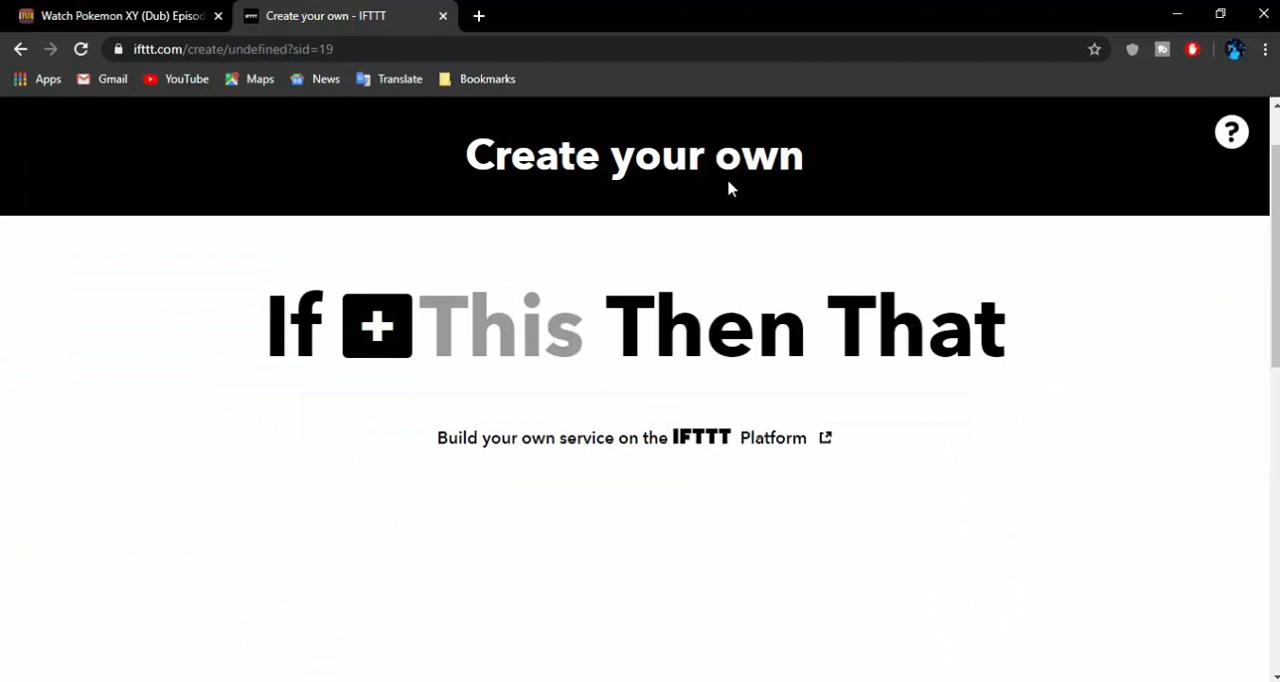 Watch Pokemon XY (Dub) Episod
Create your own - IFTTT
ifttt.com/create/undefined?sid=19
Apps Gmail YouTube Maps News Translate Bookmarks
Create your own
?
If + This Then That
Build your own service on the IFTTT Platform